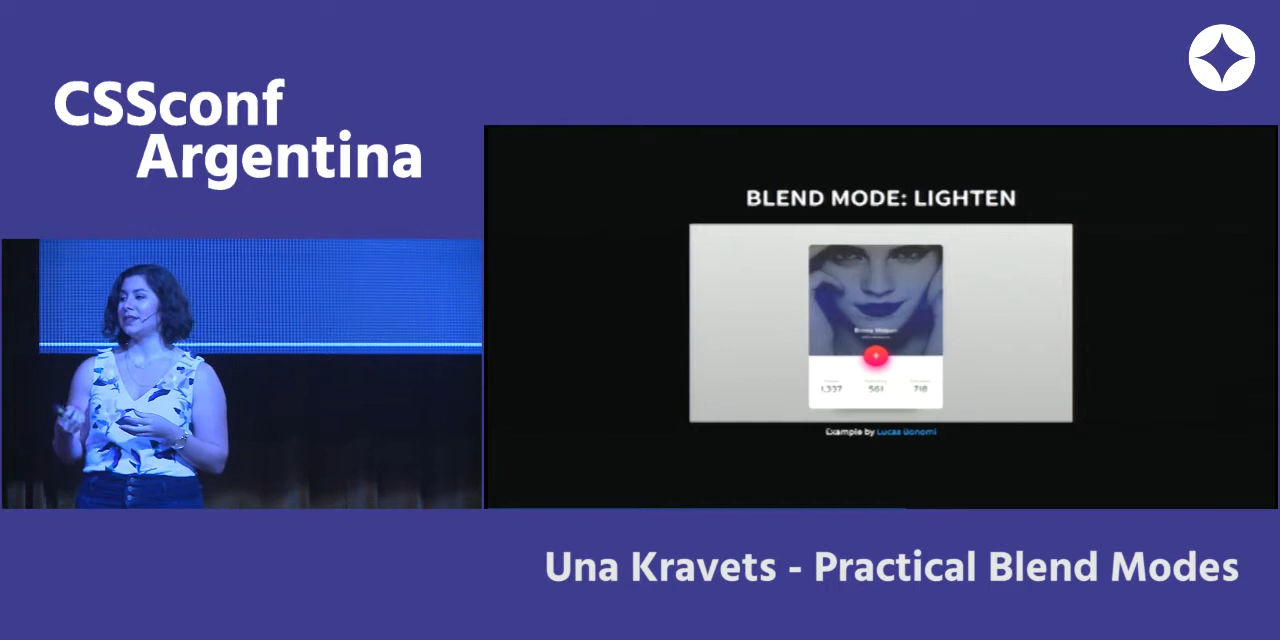 CSSconf
Argentina
BLEND MODE: LIGHTEN
1,337 561 718
Example by Lucas Bonomi
Una Kravets - Practical Blend Modes